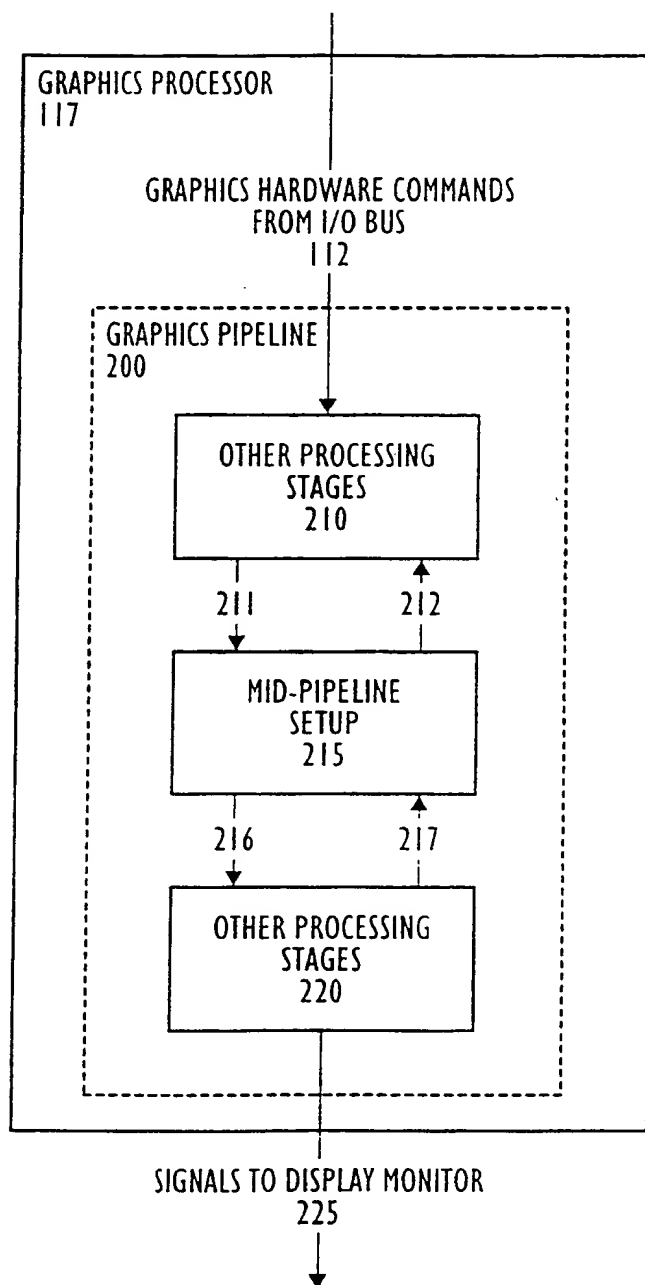 GRAPHICS PROCESSOR
117
GRAPHICS HARDWARE COMMANDS
FROM I/O BUS
112
GRAPHICS PIPELINE
200
OTHER PROCESSING
STAGES
210
211
212
MID-PIPELINE
SETUP
215
216
217
OTHER PROCESSING
STAGES
220
SIGNALS TO DISPLAY MONITOR
225